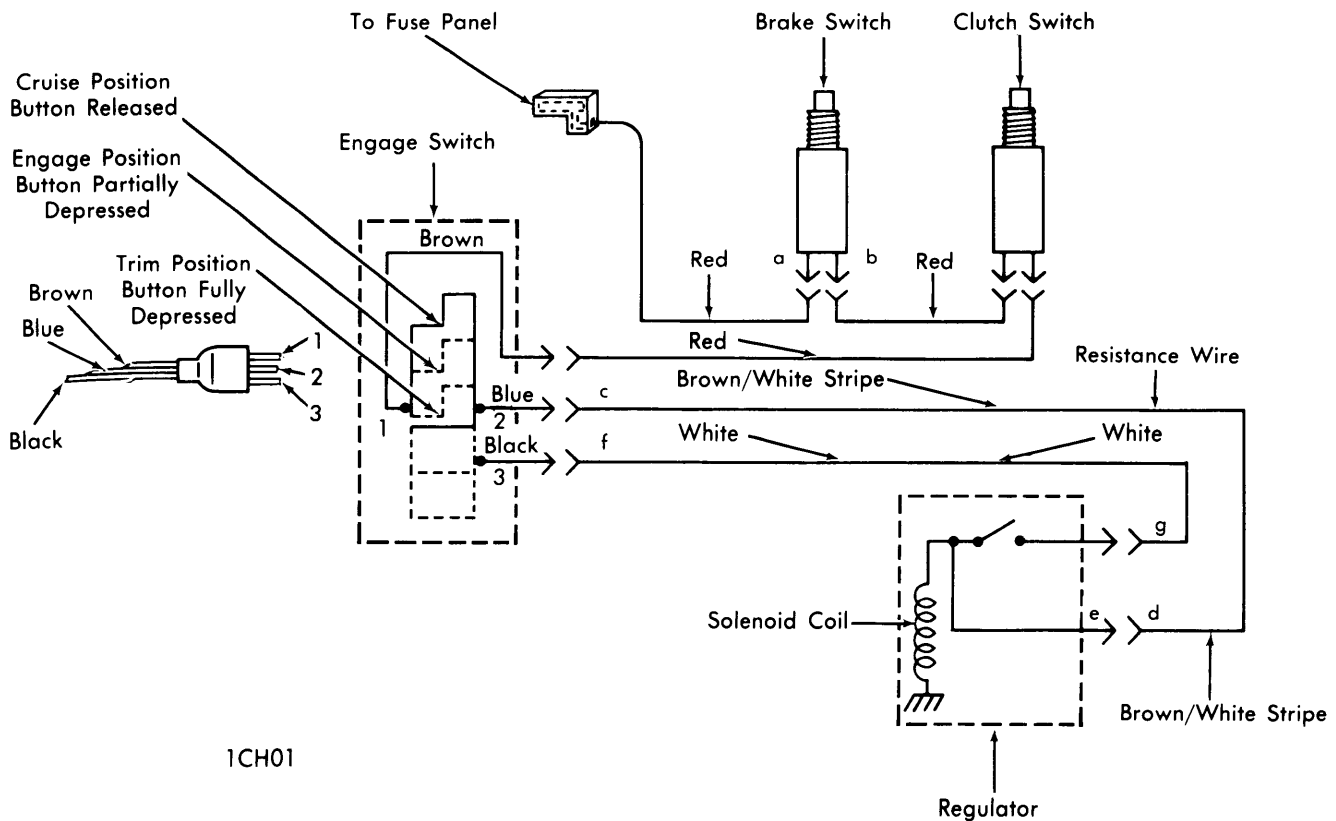 To Fuse Panel
Brake Switch
Clutch Switch
Cruise Position
Button Released
Engage Position
Button Partially
Depressed
Engage Switch
Trim Position
Button Fully
Depressed
Brown
Blue
Black
1
2
3
Brown
1
Blue
2
Black
3
Red
a
b
Red
Red
Resistance Wire
Brown/White Stripe
c
White
White
f
g
Solenoid Coil
e
d
Brown/White Stripe
Regulator
1CH01